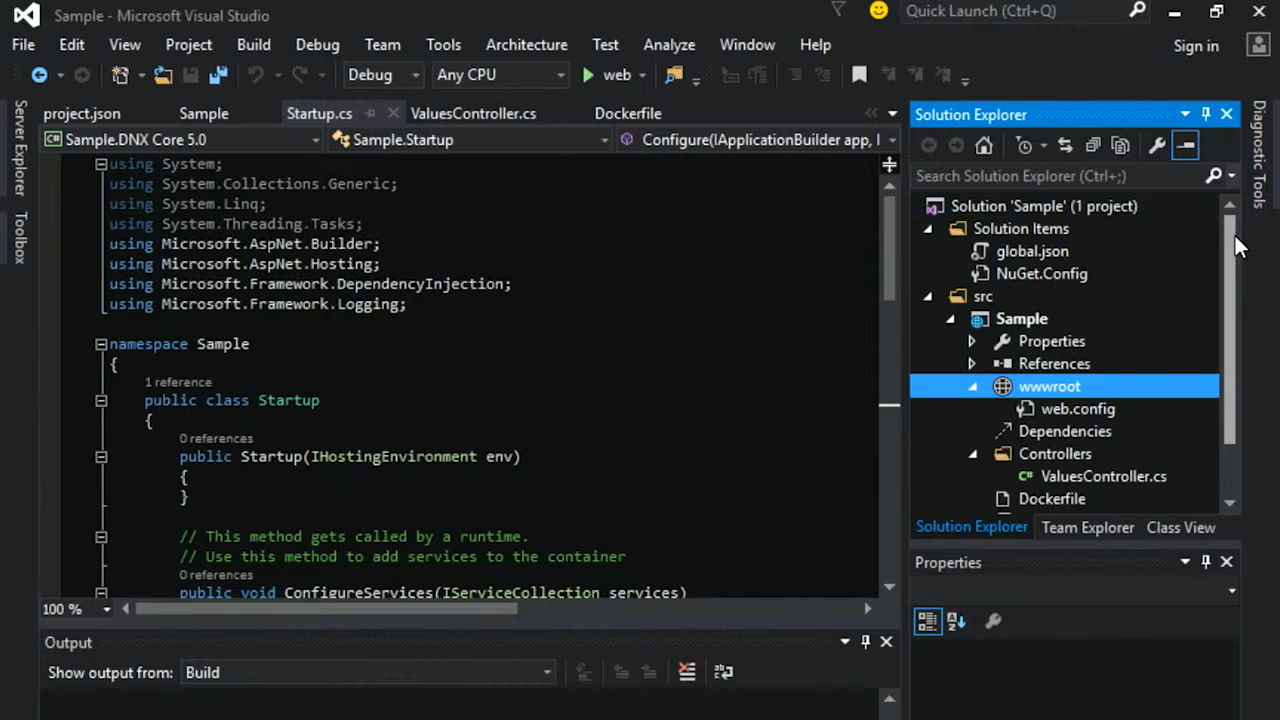 Sample - Microsoft Visual Studio
Quick Launch (Ctrl+Q)
File Edit View Project Build Debug Team Tools Architecture Test Analyze Window Help
Sign in
Debug Any CPU web
project.json Sample Startup.cs ValuesController.cs Dockerfile
Sample.DNX Core 5.0 Sample.Startup Configure(IApplicationBuilder app, I
Server Explorer
Toolbox
using System;
using System.Collections.Generic;
using System.Linq;
using System.Threading.Tasks;
using Microsoft.AspNet.Builder;
using Microsoft.AspNet.Hosting;
using Microsoft.Framework.DependencyInjection;
using Microsoft.Framework.Logging;
namespace Sample
{
1 reference
public class Startup
{
0 references
public Startup(IHostingEnvironment env)
{
}
// This method gets called by a runtime.
// Use this method to add services to the container
0 references
public void ConfigureServices(IServiceCollection services)
100 %
Output
Show output from: Build
Solution Explorer
Search Solution Explorer (Ctrl+;)
Solution 'Sample' (1 project)
Solution Items
global.json
NuGet.Config
src
Sample
Properties
References
wwwroot
web.config
Dependencies
Controllers
C# ValuesController.cs
Dockerfile
Solution Explorer Team Explorer Class View
Properties
Diagnostic Tools